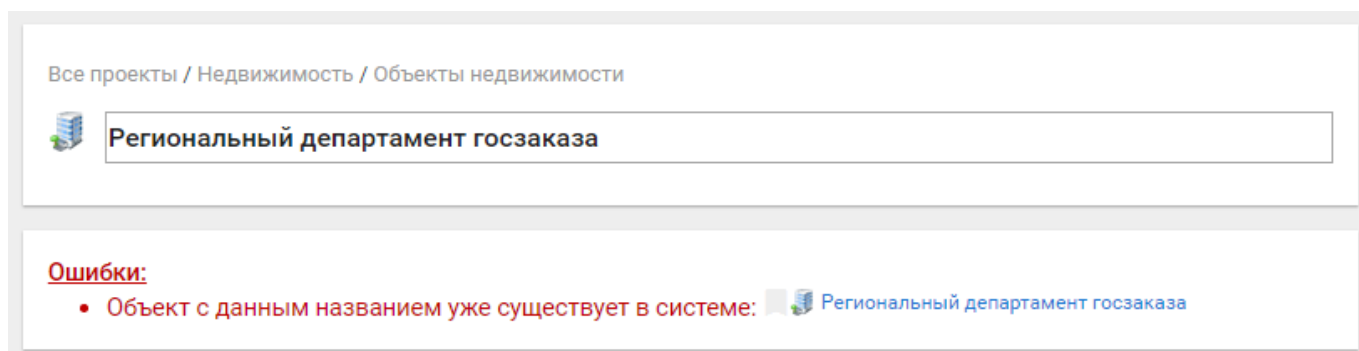 Все проекты / Недвижимость / Объекты недвижимости
Региональный департамент госзаказа
Ошибки:
• Объект с данным названием уже существует в системе: Региональный департамент госзаказа